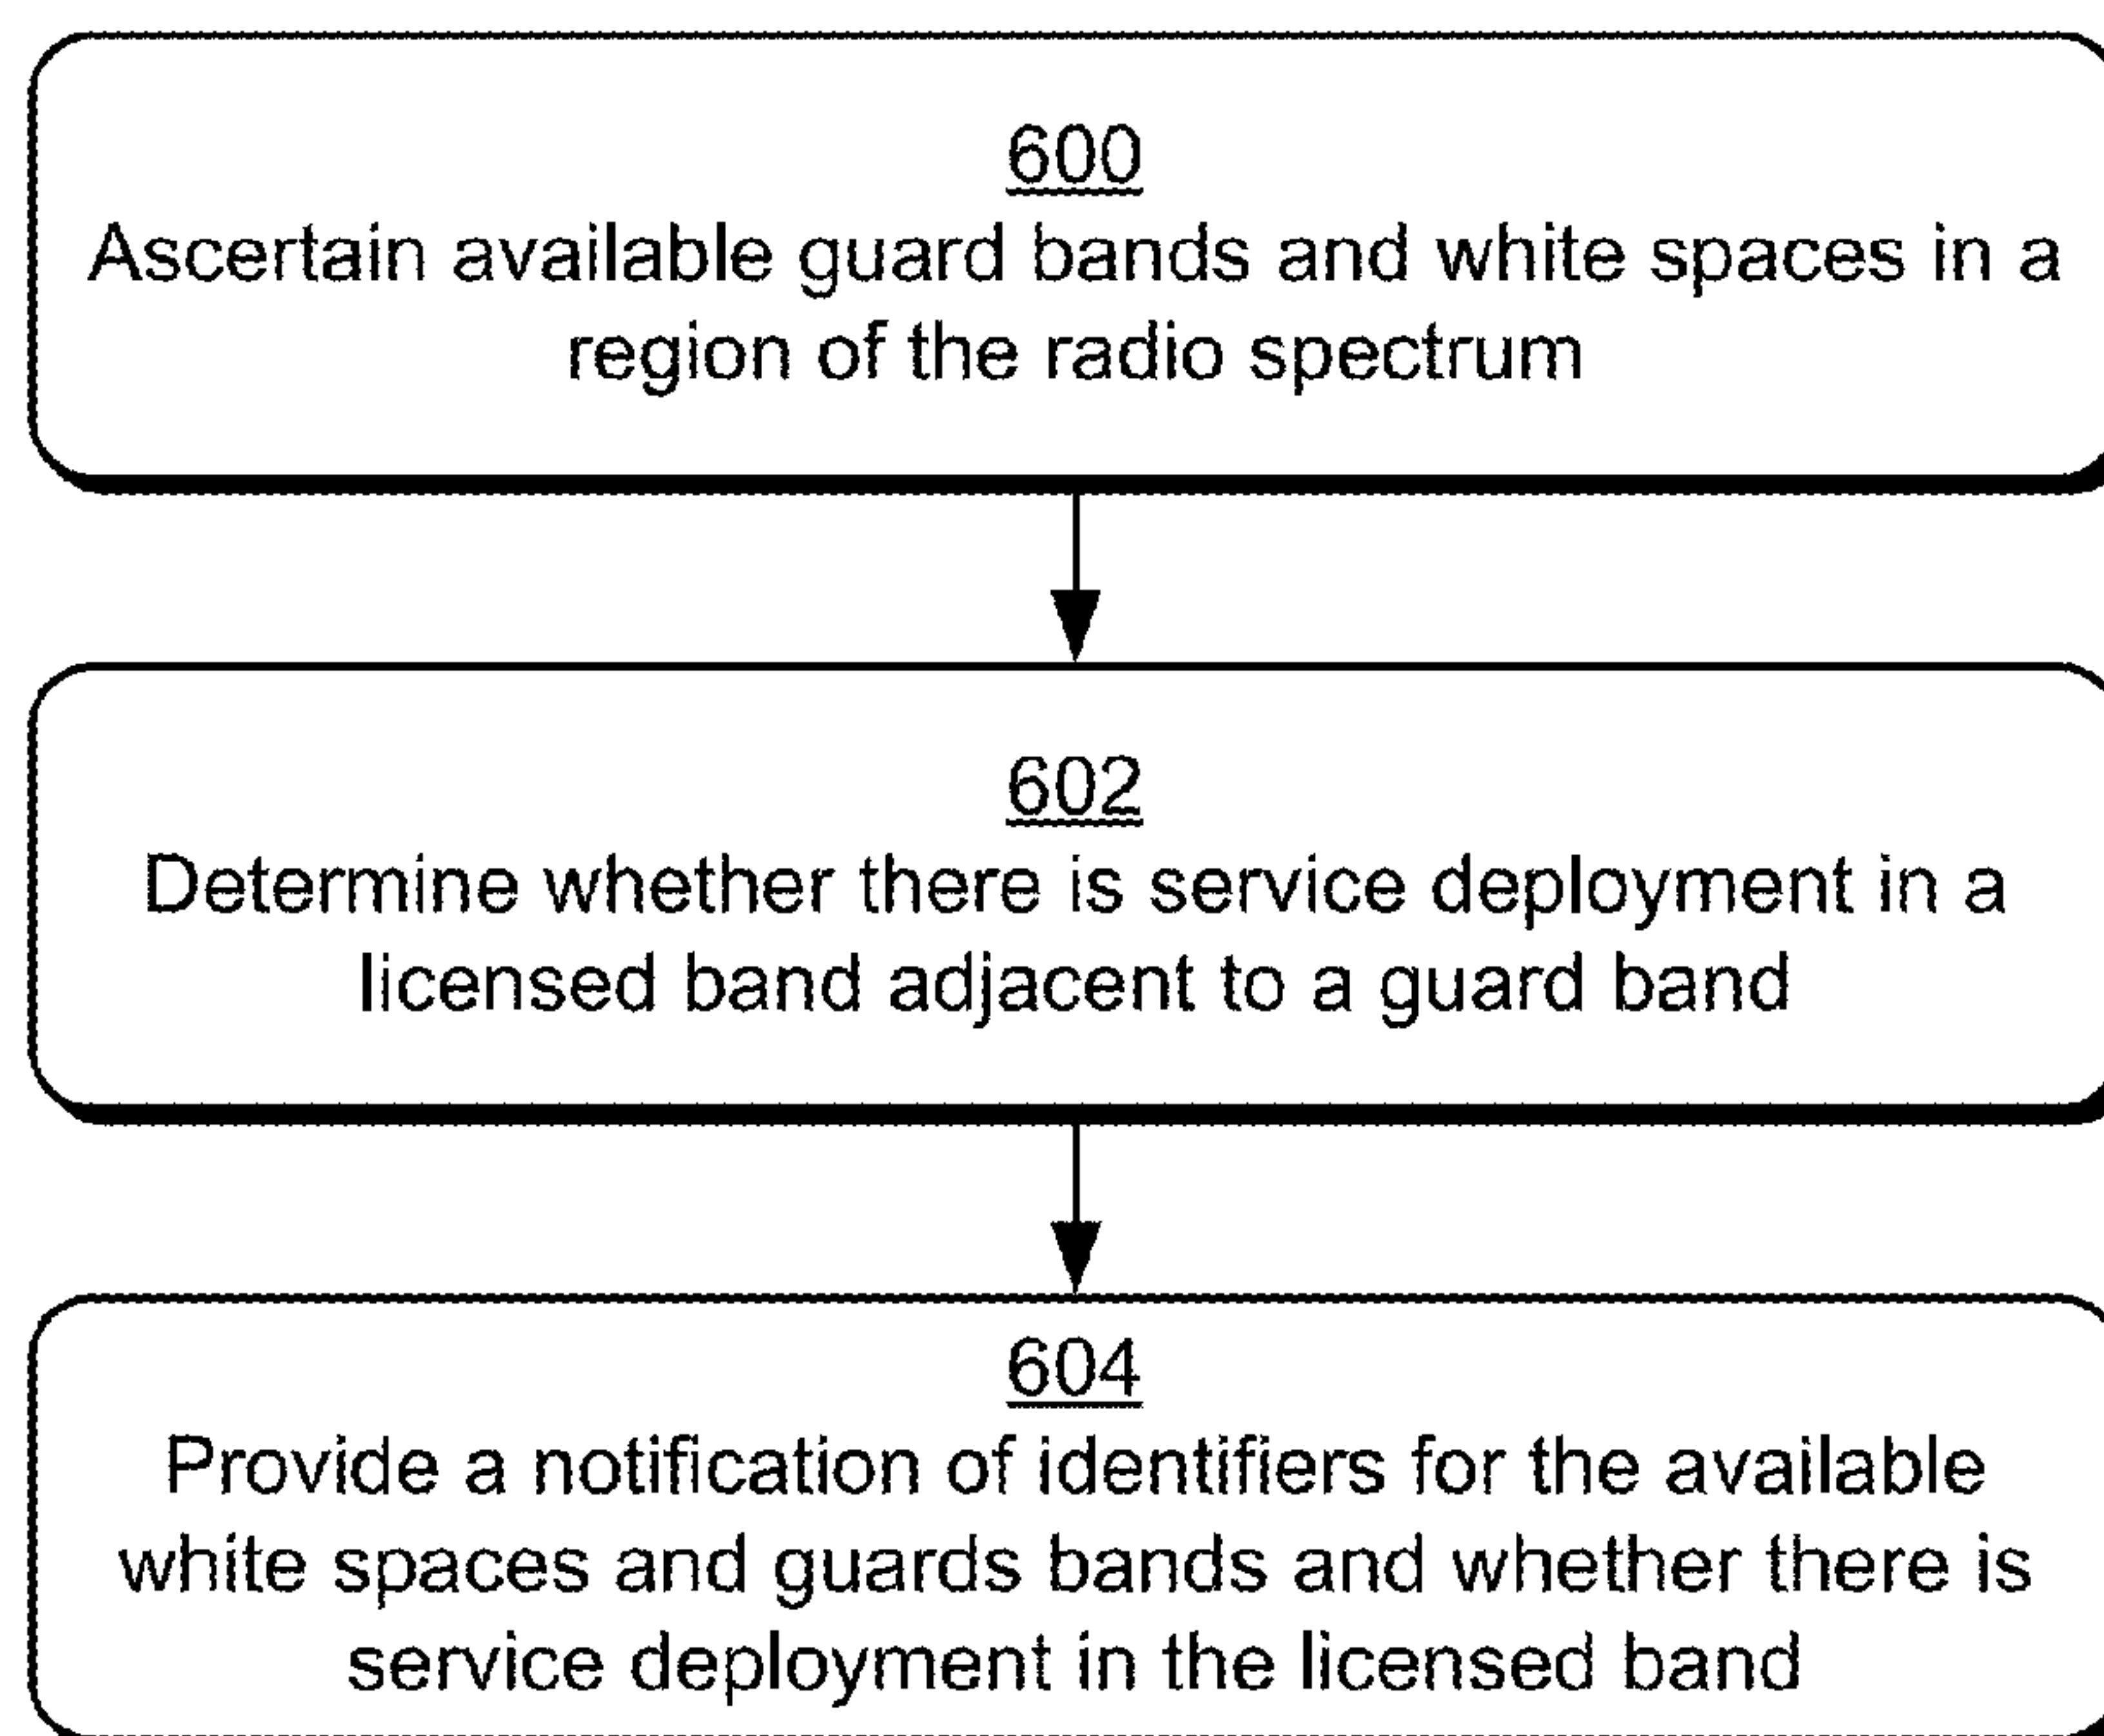 600
Ascertain available guard bands and white spaces in a
region of the radio spectrum
602
Determine whether there is service deployment in a
licensed band adjacent to a guard band
604
Provide a notification of identifiers for the available
white spaces and guards bands and whether there is
service deployment in the licensed band